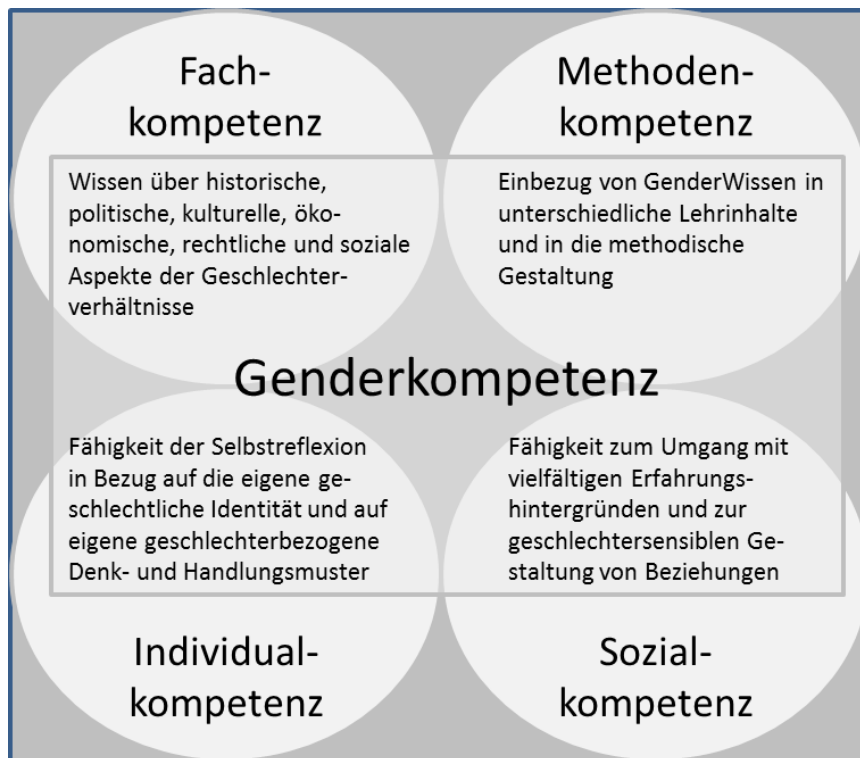 Fach-
kompetenz
Wissen über historische,
politische, kulturelle, öko-
nomische, rechtliche und soziale
Aspekte der Geschlechter-
verhältnisse
Methoden-
kompetenz
Einbezug von GenderWissen in
unterschiedliche Lehrinhalte
und in die methodische
Gestaltung
Genderkompetenz
Fähigkeit der Selbstreflexion
in Bezug auf die eigene ge-
schlechtliche Identität und auf
eigene geschlechterbezogene
Denk- und Handlungsmuster
Individual-
kompetenz
Fähigkeit zum Umgang mit
vielfältigen Erfahrungs-
hintergründen und zur
geschlechtersensiblen Ge-
staltung von Beziehungen
Sozial-
kompetenz